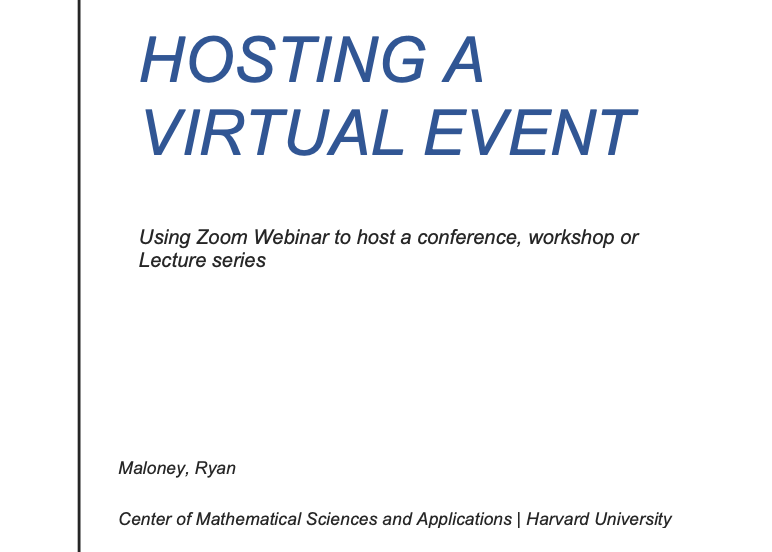 HOSTING A
VIRTUAL EVENT
Using Zoom Webinar to host a conference, workshop or
Lecture series
Maloney, Ryan
Center of Mathematical Sciences and Applications | Harvard University